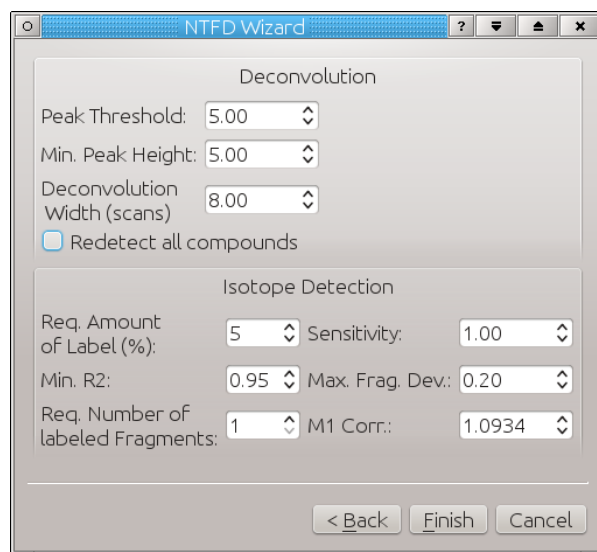 NTFD Wizard ?
Deconvolution
Peak Threshold: 5.00
Min. Peak Height: 5.00
Deconvolution
Width (scans) 8.00
Redetect all compounds
Isotope Detection
Req. Amount
of Label (%): 5 Sensitivity: 1.00
Min. R2: 0.95 Max. Frag. Dev.: 0.20
Req. Number of
labeled Fragments: 1 M1 Corr.: 1.0934
< Back Finish Cancel